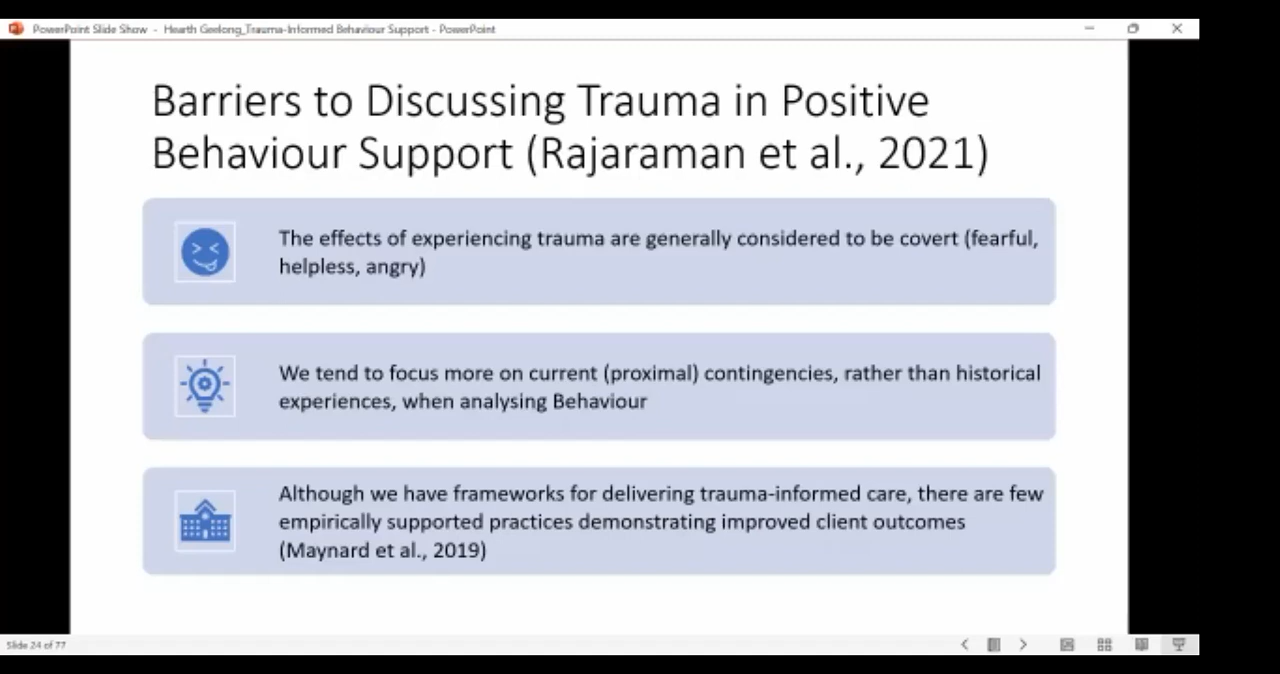 PowerPoint Slide Show - Hearth Geelong_Trauma-Informed Behaviour Support - PowerPoint
Barriers to Discussing Trauma in Positive
Behaviour Support (Rajaraman et al., 2021)
The effects of experiencing trauma are generally considered to be covert (fearful,
helpless, angry)
We tend to focus more on current (proximal) contingencies, rather than historical
experiences, when analysing Behaviour
Although we have frameworks for delivering trauma-informed care, there are few
empirically supported practices demonstrating improved client outcomes
(Maynard et al., 2019)
Slide 24 of 77